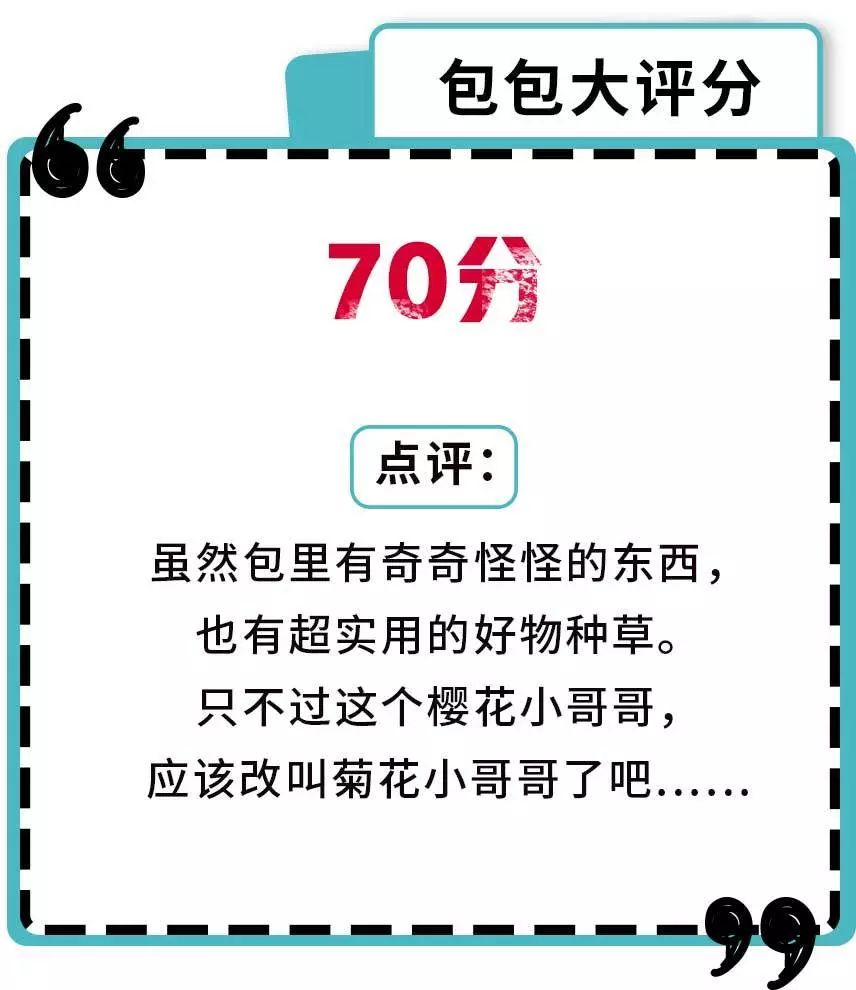 包包大评分
70分
点评：
虽然包里有奇奇怪怪的东西，
也有超实用的好物种草。
只不过这个樱花小哥哥，
应该改叫菊花小哥哥了吧……